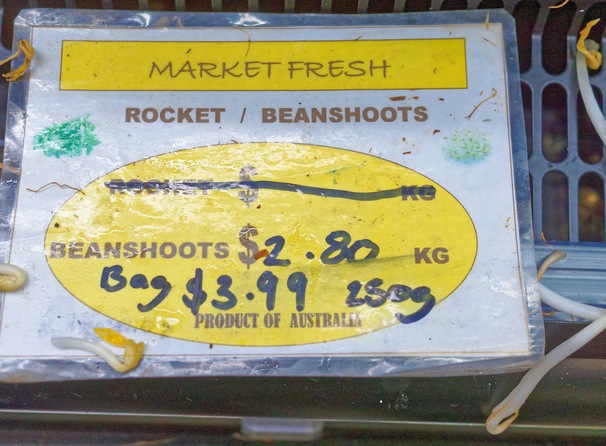 MARKET FRESH
ROCKET / BEANSHOOTS
ROCKET $ KG
BEANSHOOTS $2.80 KG
Bag $3.99 250g
PRODUCT OF AUSTRALIA